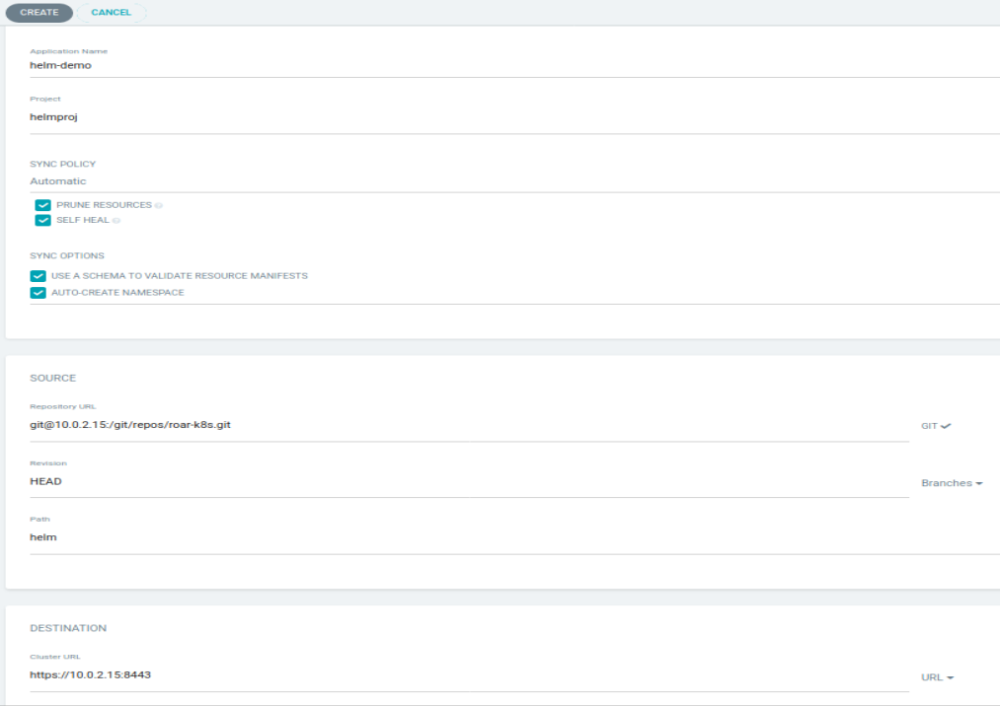 CREATE CANCEL
Application Name
helm-demo
Project
helmproj
SYNC POLICY
Automatic
PRUNE RESOURCES
SELF HEAL
SYNC OPTIONS
USE A SCHEMA TO VALIDATE RESOURCE MANIFESTS
AUTO-CREATE NAMESPACE
SOURCE
Repository URL
git@10.0.2.15:/git/repos/roar-k8s.git GIT
Revision
HEAD Branches
Path
helm
DESTINATION
Cluster URL
https://10.0.2.15:8443 URL